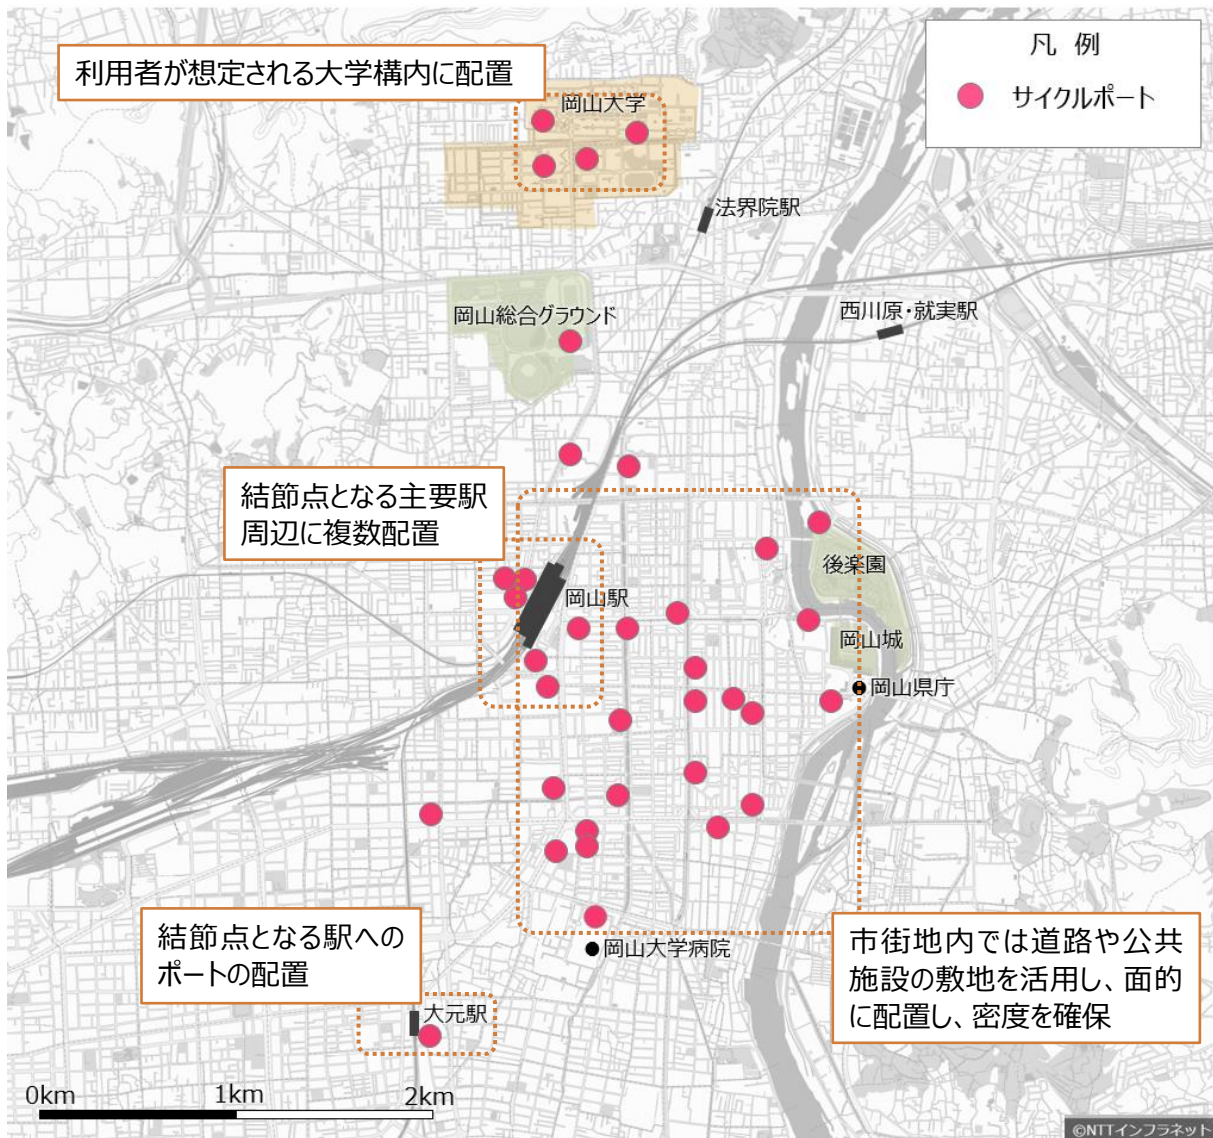 凡 例
サイクルポート
利用者が想定される大学構内に配置
岡山大学
法界院駅
岡山総合グラウンド
西川原・就実駅
結節点となる主要駅
周辺に複数配置
後楽園
岡山駅
岡山城
岡山県庁
岡山大学病院
結節点となる駅への
ポートの配置
市街地内では道路や公共
施設の敷地を活用し、面的
に配置し、密度を確保
大元駅
0km 1km 2km
©NTTインフラネット